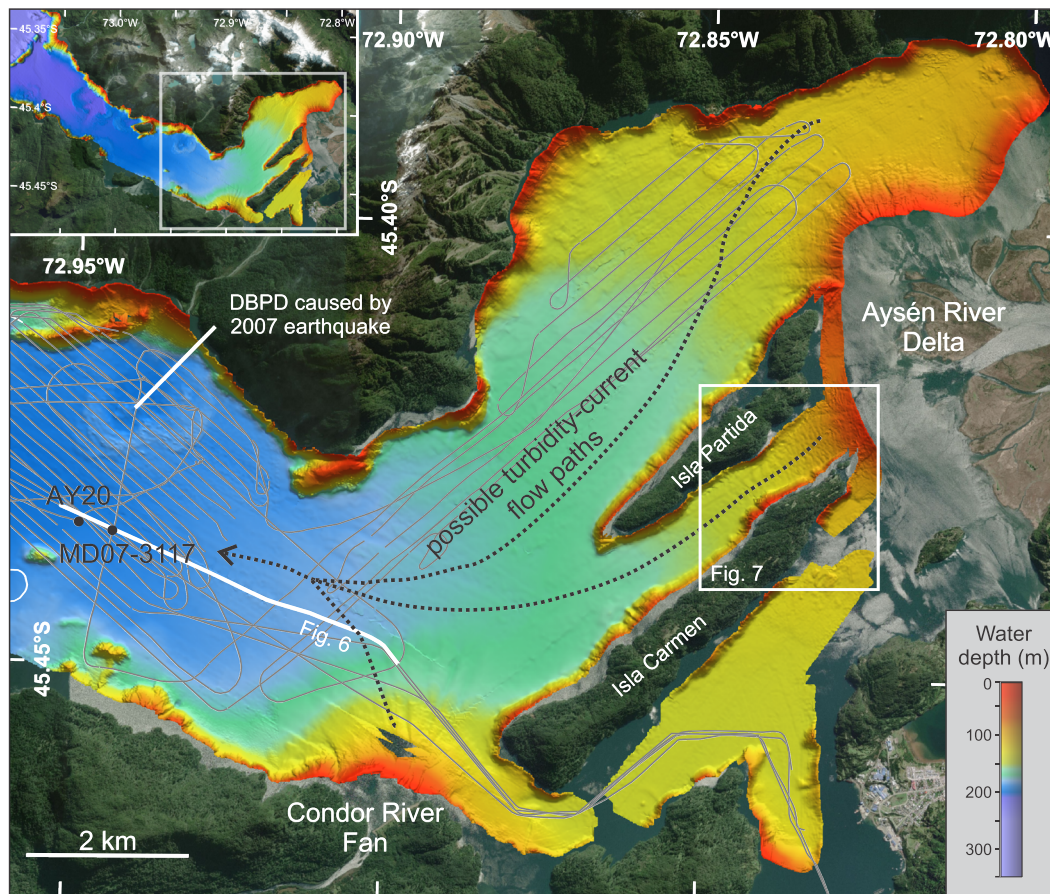 73.0°W
72.9°W
72.8°W
45.35°S
45.4°S
45.45°S
72.90°W
72.85°W
72.80°W
45.40°S
72.95°W
DBPD caused by
2007 earthquake
Aysén River
Delta
possible turbidity-current
flow paths
Isla Partida
AY20
MD07-3117
Fig. 7
Fig. 6
Isla Carmen
45.45°S
Condor River
Fan
2 km
Water
depth (m)
0
100
200
300